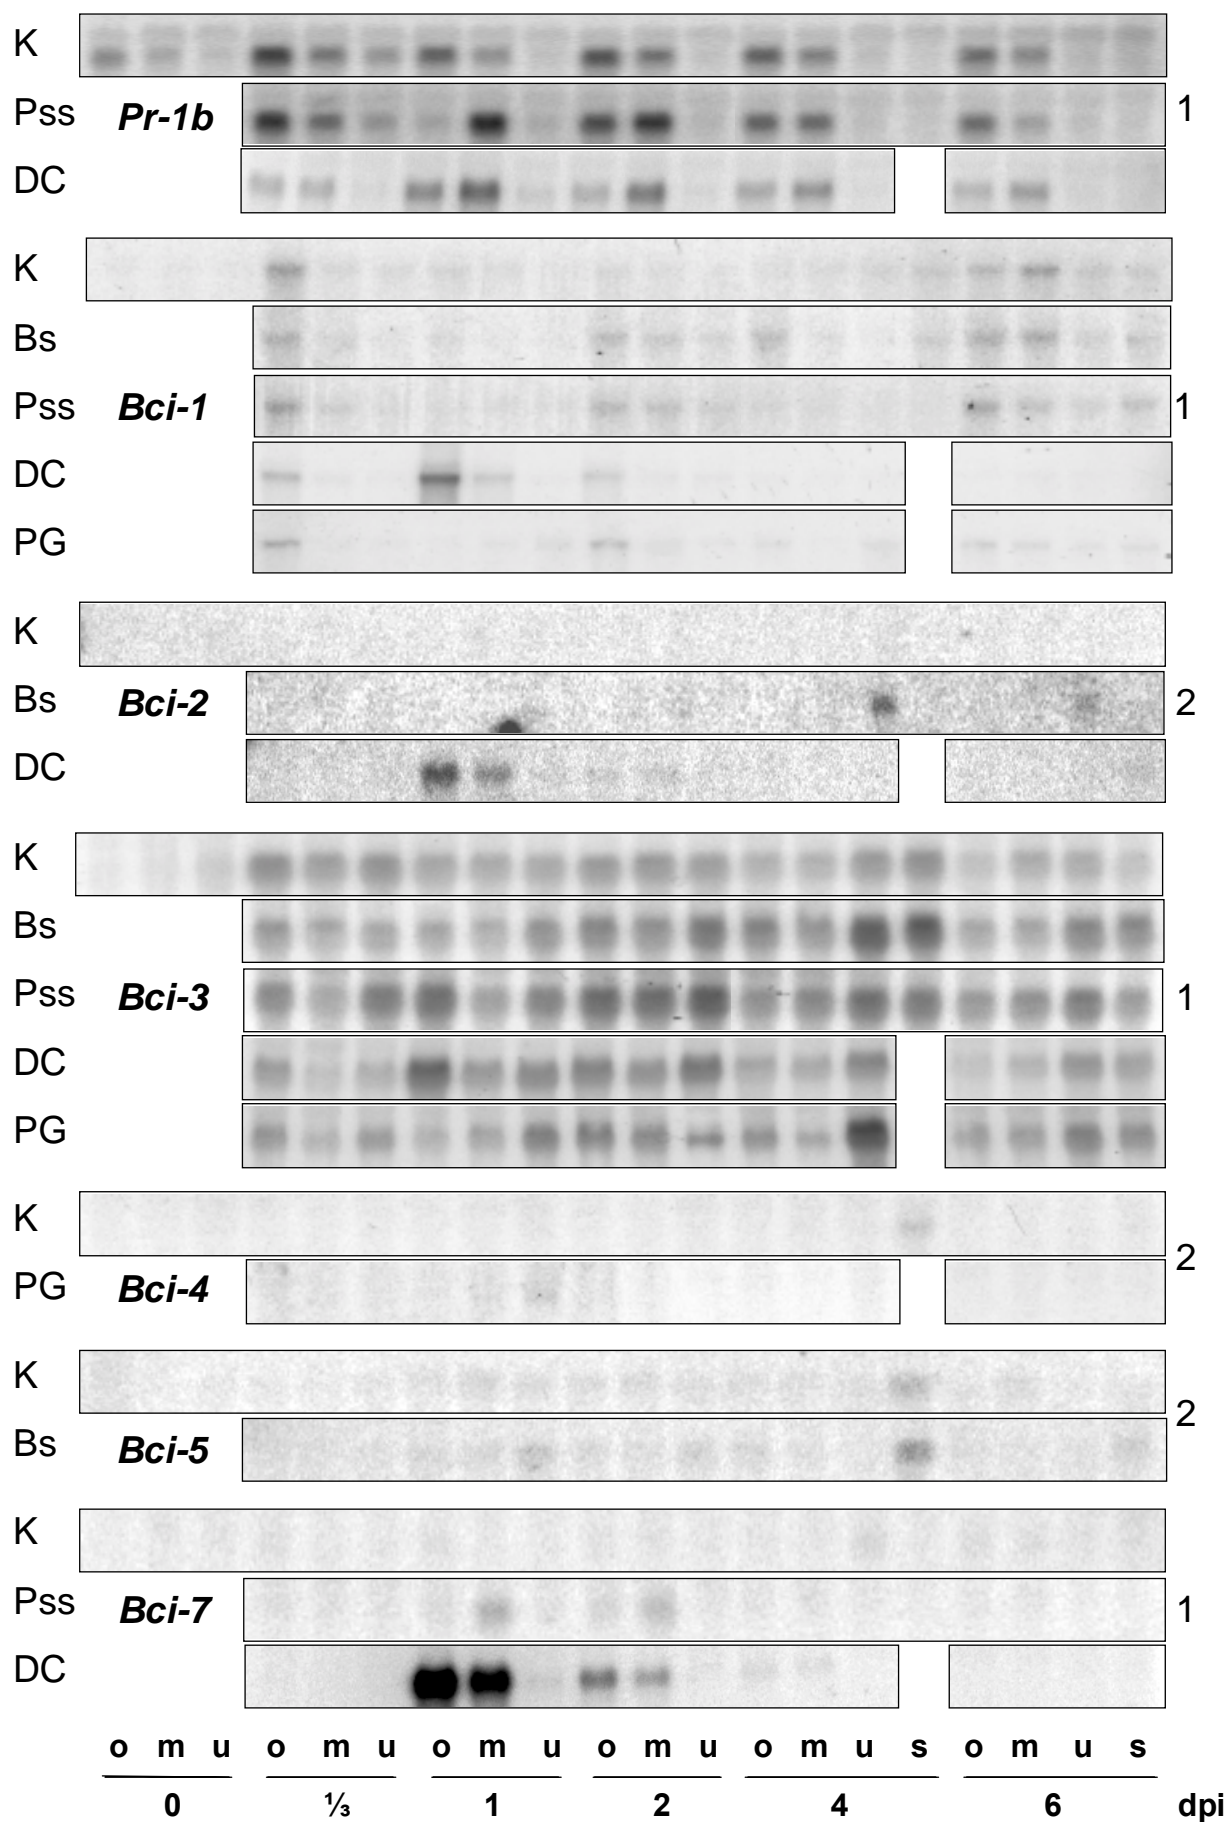 K
Pss Pr-1b 1
DC
K
Bs
Pss Bci-1 1
DC
PG
K
Bs Bci-2 2
DC
K
Bs
Pss Bci-3 1
DC
PG
K
2
PG Bci-4
K
2
Bs Bci-5
K
Pss Bci-7 1
DC
o m u o m u o m u o m u o m u s o m u s
0 ⅓ 1 2 4 6 dpi